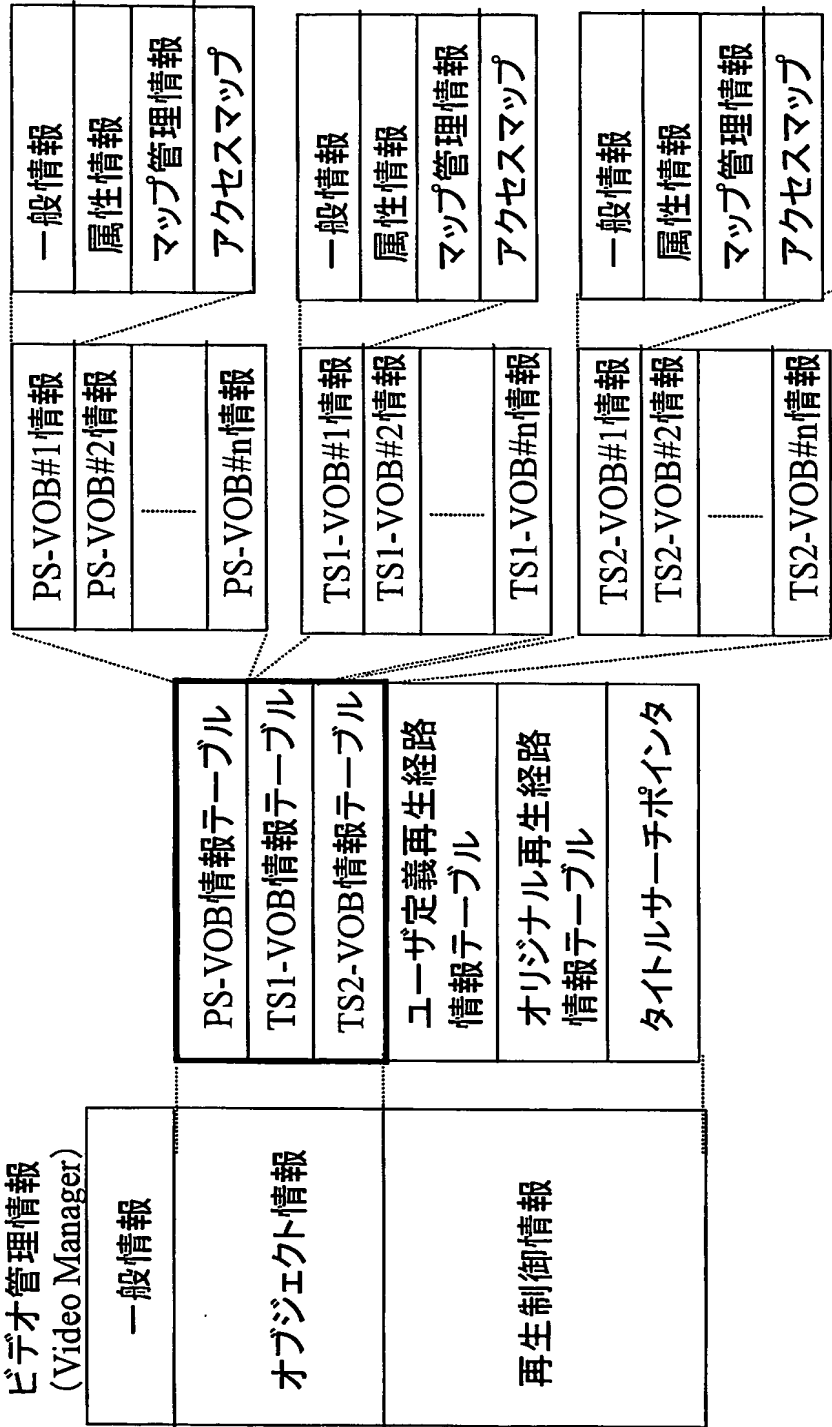 ビデオ管理情報
(Video Manager)
一般情報
オブジェクト情報
再生制御情報
PS-VOB情報テーブル
TS1-VOB情報テーブル
TS2-VOB情報テーブル
ユーザ定義再生経路
情報テーブル
オリジナル再生経路
情報テーブル
タイトルサーチポインタ
PS-VOB#1情報
PS-VOB#2情報
PS-VOB#n情報
TS1-VOB#1情報
TS1-VOB#2情報
TS1-VOB#n情報
TS2-VOB#1情報
TS2-VOB#2情報
TS2-VOB#n情報
一般情報
属性情報
マップ管理情報
アクセスマップ
一般情報
属性情報
マップ管理情報
アクセスマップ
一般情報
属性情報
マップ管理情報
アクセスマップ